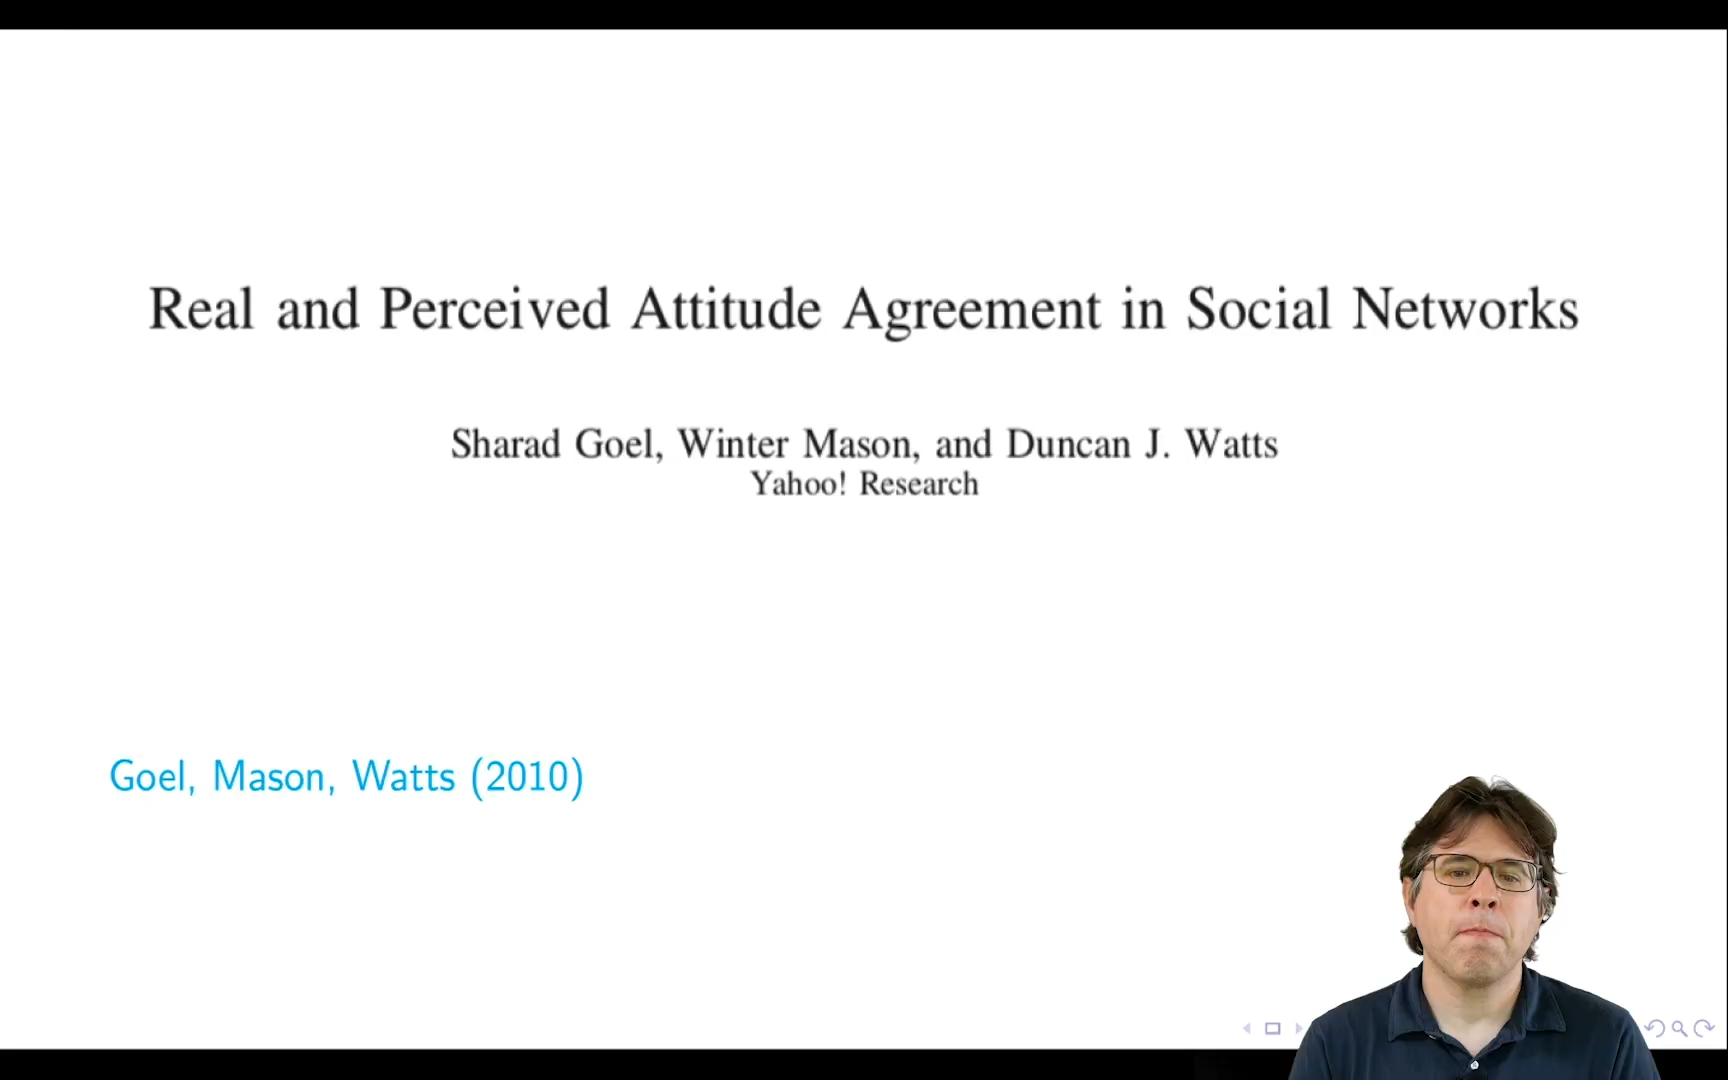 Real and Perceived Attitude Agreement in Social Networks
Sharad Goel, Winter Mason, and Duncan J. Watts
Yahoo! Research
Goel, Mason, Watts (2010)